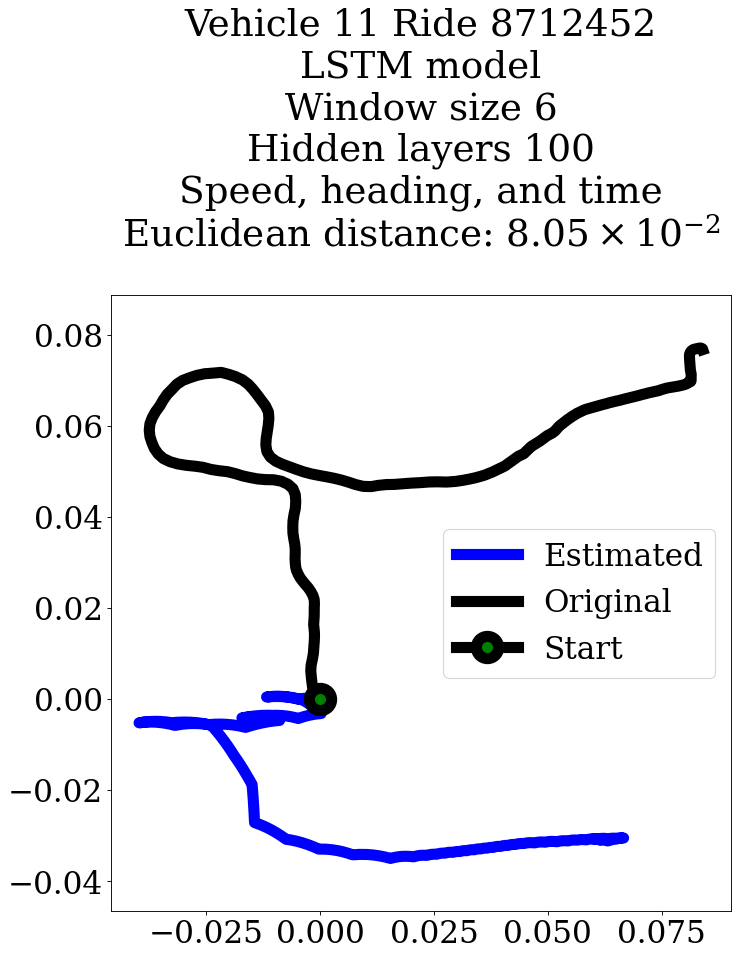 Vehicle 11 Ride 8712452
LSTM model
Window size 6
Hidden layers 100
Speed, heading, and time
Euclidean distance: 8.05 × 10⁻²
0.08
0.06
0.04
0.02
0.00
−0.02
−0.04
Estimated
Original
Start
−0.025 0.000 0.025 0.050 0.075